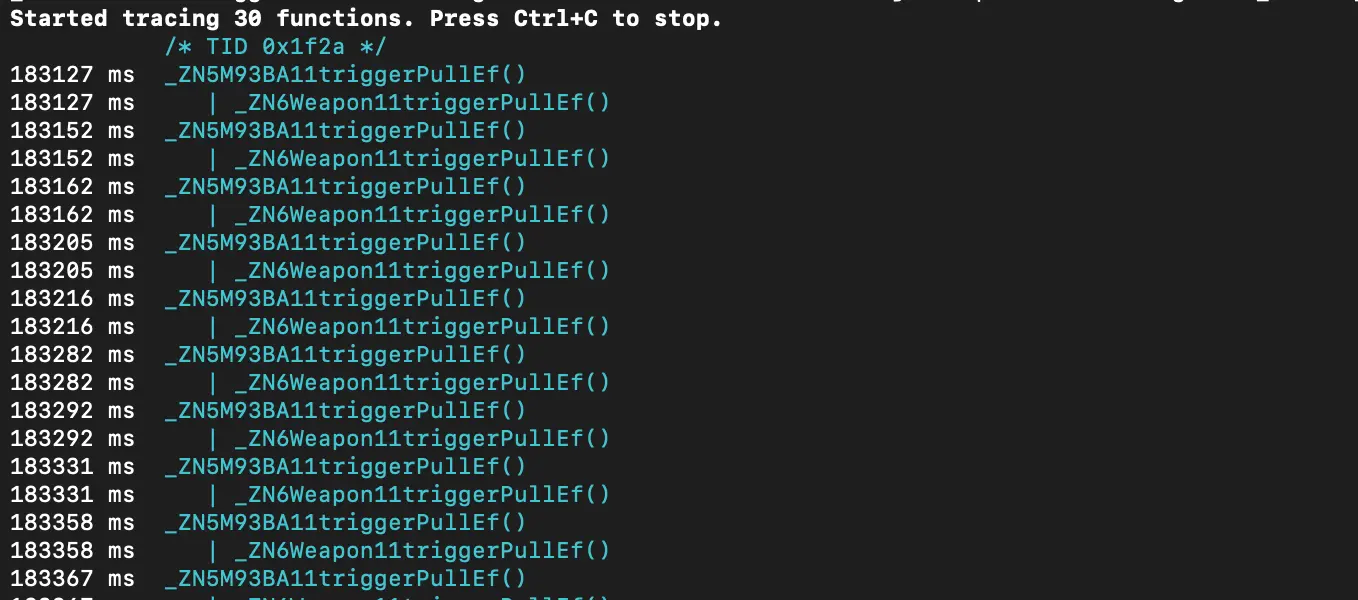 Started tracing 30 functions. Press Ctrl+C to stop.
/* TID 0x1f2a */
183127 ms _ZN5M93BA11triggerPullEf()
183127 ms | _ZN6Weapon11triggerPullEf()
183152 ms _ZN5M93BA11triggerPullEf()
183152 ms | _ZN6Weapon11triggerPullEf()
183162 ms _ZN5M93BA11triggerPullEf()
183162 ms | _ZN6Weapon11triggerPullEf()
183205 ms _ZN5M93BA11triggerPullEf()
183205 ms | _ZN6Weapon11triggerPullEf()
183216 ms _ZN5M93BA11triggerPullEf()
183216 ms | _ZN6Weapon11triggerPullEf()
183282 ms _ZN5M93BA11triggerPullEf()
183282 ms | _ZN6Weapon11triggerPullEf()
183292 ms _ZN5M93BA11triggerPullEf()
183292 ms | _ZN6Weapon11triggerPullEf()
183331 ms _ZN5M93BA11triggerPullEf()
183331 ms | _ZN6Weapon11triggerPullEf()
183358 ms _ZN5M93BA11triggerPullEf()
183358 ms | _ZN6Weapon11triggerPullEf()
183367 ms _ZN5M93BA11triggerPullEf()